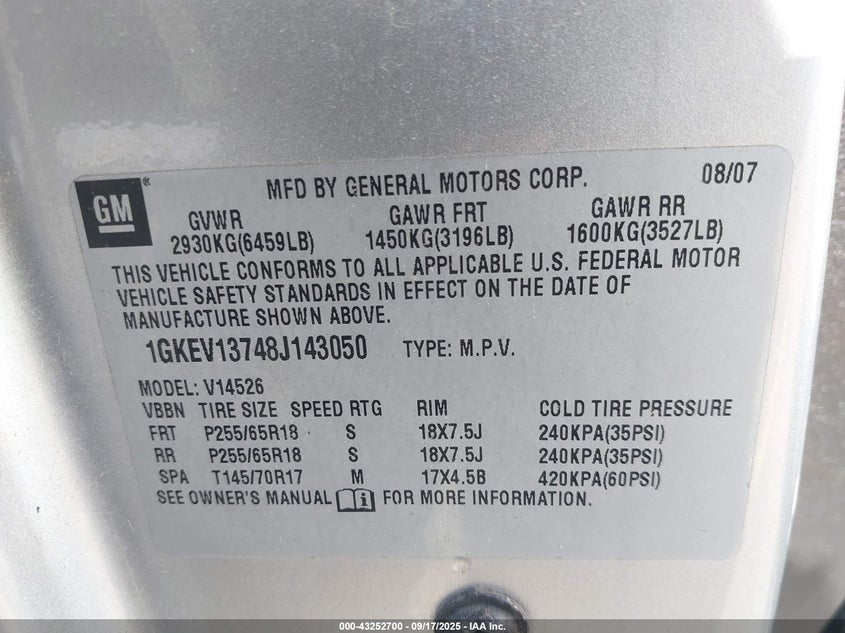 GM ® MFD BY GENERAL MOTORS CORP. 08/07
GVWR GAWR FRT GAWR RR
2930KG(6459LB) 1450KG(3196LB) 1600KG(3527LB)
THIS VEHICLE CONFORMS TO ALL APPLICABLE U.S. FEDERAL MOTOR
VEHICLE SAFETY STANDARDS IN EFFECT ON THE DATE OF
MANUFACTURE SHOWN ABOVE.
1GKEV13748J143050 TYPE: M.P.V.
MODEL: V14526
VBBN TIRE SIZE SPEED RTG RIM COLD TIRE PRESSURE
FRT P255/65R18 S 18X7.5J 240KPA(35PSI)
RR P255/65R18 S 18X7.5J 240KPA(35PSI)
SPA T145/70R17 M 17X4.5B 420KPA(60PSI)
SEE OWNER'S MANUAL i FOR MORE INFORMATION.
000-43252700 - 09/17/2025 - IAA Inc.